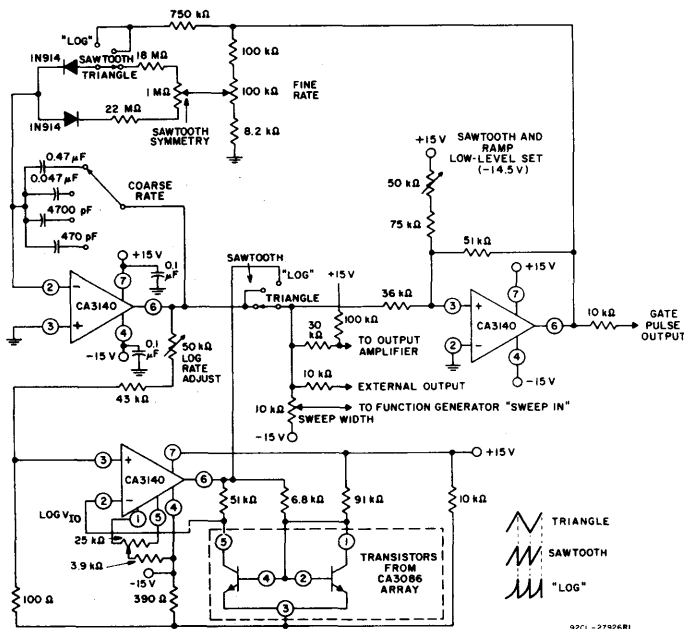 750 kΩ
"LOG"
1N914
SAWTOOTH
TRIANGLE
18 MΩ
100 kΩ
1 MΩ
100 kΩ
FINE
RATE
22 MΩ
1N914
SAWTOOTH
SYMMETRY
8.2 kΩ
0.47 µF
0.047 µF
4700 pF
470 pF
COARSE
RATE
+15 V
SAWTOOTH AND
RAMP
LOW-LEVEL SET
(-14.5V)
50 kΩ
75 kΩ
51 kΩ
+15 V
0.1
µF
7
2
-
CA3140
6
3
+
4
-15 V
0.1
µF
SAWTOOTH
"LOG"
TRIANGLE
+15V
36 kΩ
100 kΩ
30
kΩ
TO OUTPUT
AMPLIFIER
+15 V
7
3
+
CA3140
6
2
-
4
-15 V
10 kΩ
GATE
PULSE
OUTPUT
50 kΩ
LOG
RATE
ADJUST
43 kΩ
10 kΩ
EXTERNAL OUTPUT
10 kΩ
SWEEP WIDTH
TO FUNCTION GENERATOR "SWEEP IN"
-15 V
7
+15V
3
+
CA3140
6
2
-
4
5
1
LOG VIO
25 kΩ
3.9 kΩ
-15 V
51 kΩ
6.8 kΩ
91 kΩ
10 kΩ
100 Ω
390
Ω
5
4
2
1
3
TRANSISTORS
FROM
CA3086
ARRAY
TRIANGLE
SAWTOOTH
"LOG"
92CL-27926R1